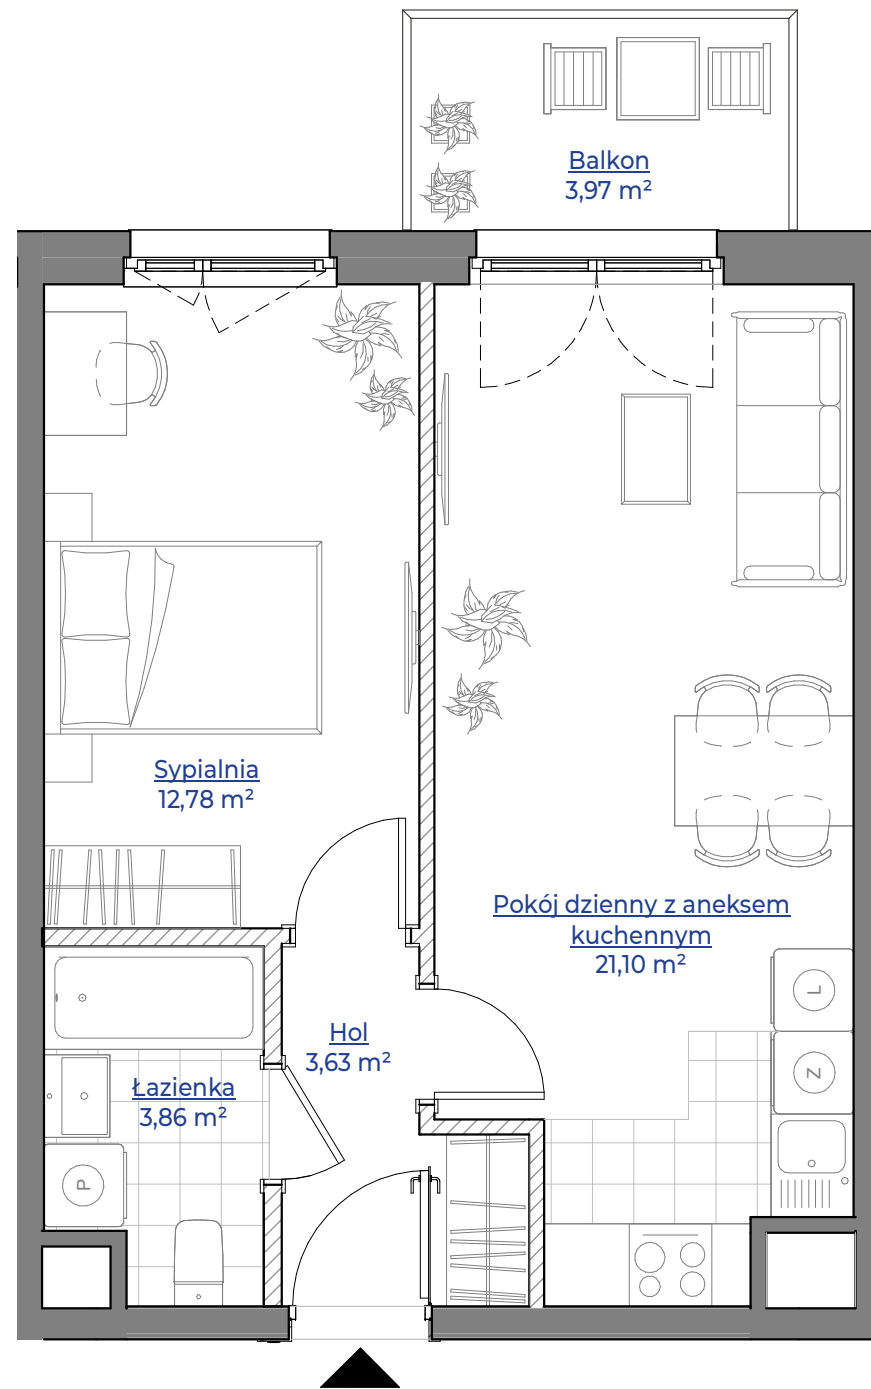 Balkon
3,97 m²
Sypialnia
12,78 m²
Pokój dzienny z aneksem
kuchennym
21,10 m²
L
Hol
3,63 m²
Z
Łazienka
3,86 m²
P